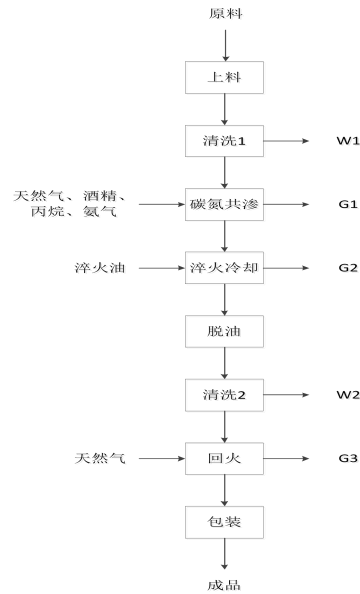 原料
上料
清洗1
W1
天然气、酒精、
丙烷、氨气
碳氮共渗
G1
淬火油
淬火冷却
G2
脱油
清洗2
W2
天然气
回火
G3
包装
成品